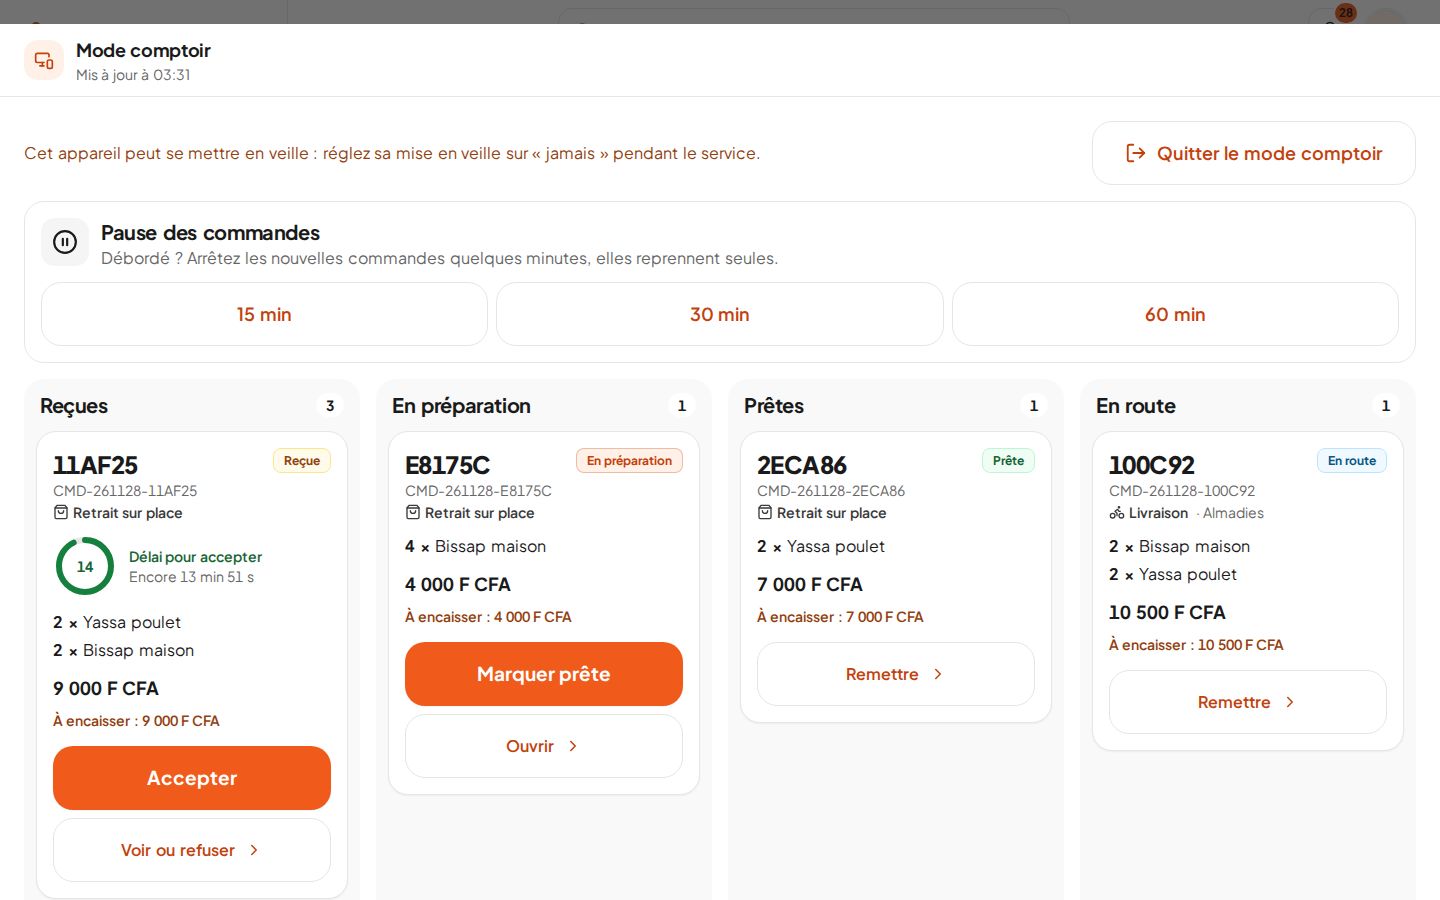 28
Mode comptoir
Mis à jour à 03:31
Cet appareil peut se mettre en veille : réglez sa mise en veille sur « jamais » pendant le service.
Quitter le mode comptoir
Pause des commandes
Débordé ? Arrêtez les nouvelles commandes quelques minutes, elles reprennent seules.
15 min
30 min
60 min
Reçues
3
11AF25
Reçue
CMD-261128-11AF25
Retrait sur place
14
Délai pour accepter
Encore 13 min 51 s
2 × Yassa poulet
2 × Bissap maison
9 000 F CFA
À encaisser : 9 000 F CFA
Accepter
Voir ou refuser
En préparation
1
E8175C
En préparation
CMD-261128-E8175C
Retrait sur place
4 × Bissap maison
4 000 F CFA
À encaisser : 4 000 F CFA
Marquer prête
Ouvrir
Prêtes
1
2ECA86
Prête
CMD-261128-2ECA86
Retrait sur place
2 × Yassa poulet
7 000 F CFA
À encaisser : 7 000 F CFA
Remettre
En route
1
100C92
En route
CMD-261128-100C92
Livraison · Almadies
2 × Bissap maison
2 × Yassa poulet
10 500 F CFA
À encaisser : 10 500 F CFA
Remettre